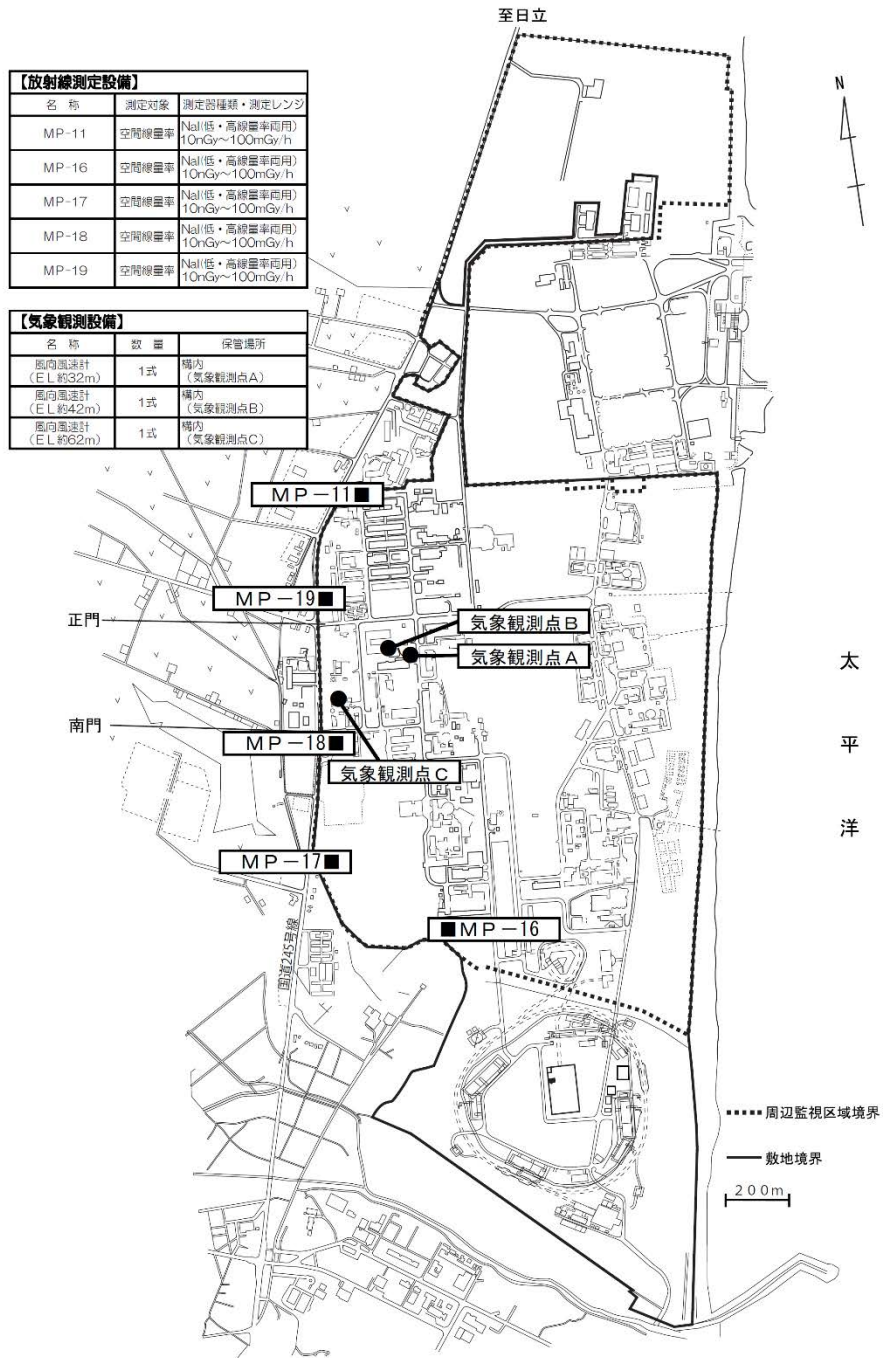 至日立
【放射線測定設備】
名 称 測定対象 測定器種類・測定レンジ
MP-11 空間線量率 NaI(低・高線量率両用)
10nGy～100mGy/h
MP-16 空間線量率 NaI(低・高線量率両用)
10nGy～100mGy/h
MP-17 空間線量率 NaI(低・高線量率両用)
10nGy～100mGy/h
MP-18 空間線量率 NaI(低・高線量率両用)
10nGy～100mGy/h
MP-19 空間線量率 NaI(低・高線量率両用)
10nGy～100mGy/h
N
【気象観測設備】
名 称 数 量 保管場所
風向風速計
(EL約32m) 1式 構内
(気象観測点A)
風向風速計
(EL約42m) 1式 構内
(気象観測点B)
風向風速計
(EL約62m) 1式 構内
(気象観測点C)
MP-11■
MP-19■
正門
気象観測点B
気象観測点A
太平洋
南門
MP-18■
気象観測点C
MP-17■
■MP-16
国道245号線
周辺監視区域境界
敷地境界
200m